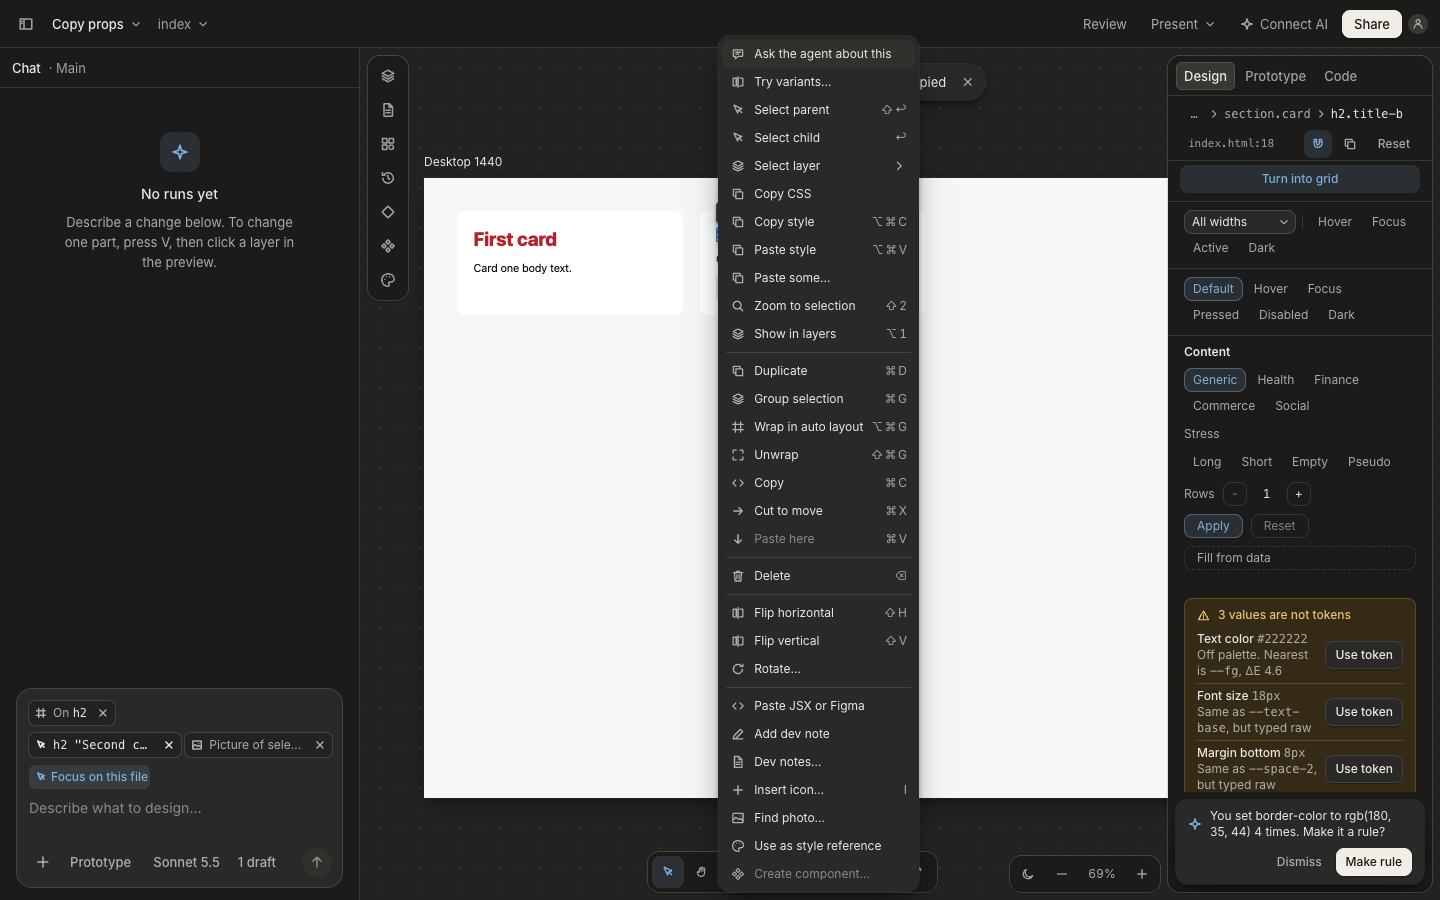 Copy props
index
Review
Present
Connect AI
Share
Chat · Main
No runs yet
Describe a change below. To change
one part, press V, then click a layer in
the preview.
On h2
h2 "Second c…
Picture of sele…
Focus on this file
Describe what to design…
Prototype
Sonnet 5.5
1 draft
Desktop 1440
First card
Card one body text.
pied
Ask the agent about this
Try variants…
Select parent ⇧ ↩
Select child ↩
Select layer
Copy CSS
Copy style ⌥⌘C
Paste style ⌥⌘V
Paste some…
Zoom to selection ⇧2
Show in layers ⌥1
Duplicate ⌘D
Group selection ⌘G
Wrap in auto layout ⌥⌘G
Unwrap ⇧⌘G
Copy ⌘C
Cut to move ⌘X
Paste here ⌘V
Delete ⌫
Flip horizontal ⇧H
Flip vertical ⇧V
Rotate…
Paste JSX or Figma
Add dev note
Dev notes…
Insert icon… I
Find photo…
Use as style reference
Create component…
69%
Design
Prototype
Code
… > section.card > h2.title-b
index.html:18
Reset
Turn into grid
All widths
Hover
Focus
Active
Dark
Default
Hover
Focus
Pressed
Disabled
Dark
Content
Generic
Health
Finance
Commerce
Social
Stress
Long
Short
Empty
Pseudo
Rows - 1 +
Apply
Reset
Fill from data
3 values are not tokens
Text color #222222
Off palette. Nearest
is --fg, ΔE 4.6
Use token
Font size 18px
Same as --text-
base, but typed raw
Use token
Margin bottom 8px
Same as --space-2,
but typed raw
Use token
You set border-color to rgb(180,
35, 44) 4 times. Make it a rule?
Dismiss
Make rule